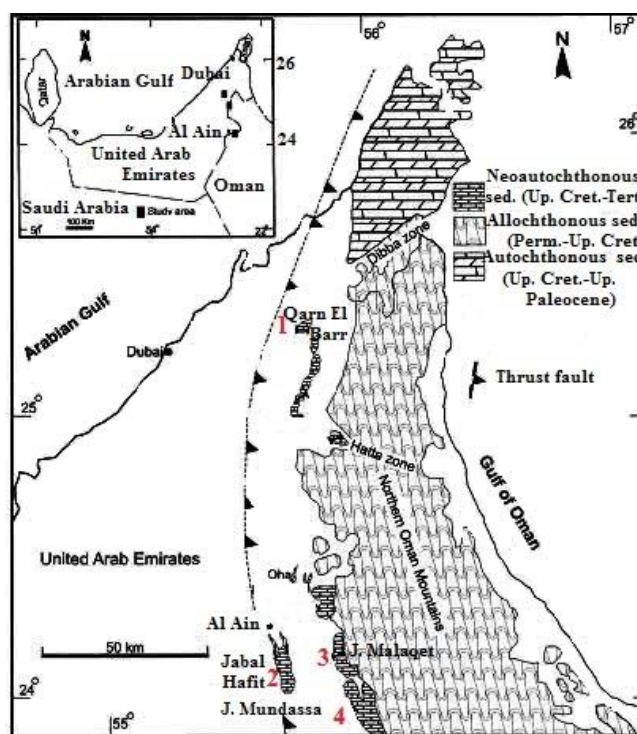 N
26
Arabian Gulf
Dubai
Qatar
Al Ain
24
United Arab
Emirates
Oman
Saudi Arabia
Study area
100 Km
56°
57°
N
26°
Neoautochthonous
sed. (Up. Cret.-Tert
Allochthonous sed
(Perm.-Up. Cret
Autochthonous sed
(Up. Cret.-Up.
Paleocene)
Dibba zone
1
Qarn El
Barr
Arabian Gulf
Dubai
Thrust fault
25°
Hatta zone
Gulf of Oman
Northern Oman Mountains
United Arab Emirates
Oha
Al Ain
50 km
3
J. Malaqet
Jabal
Hafit
2
24°
J. Mundassa
4
55°